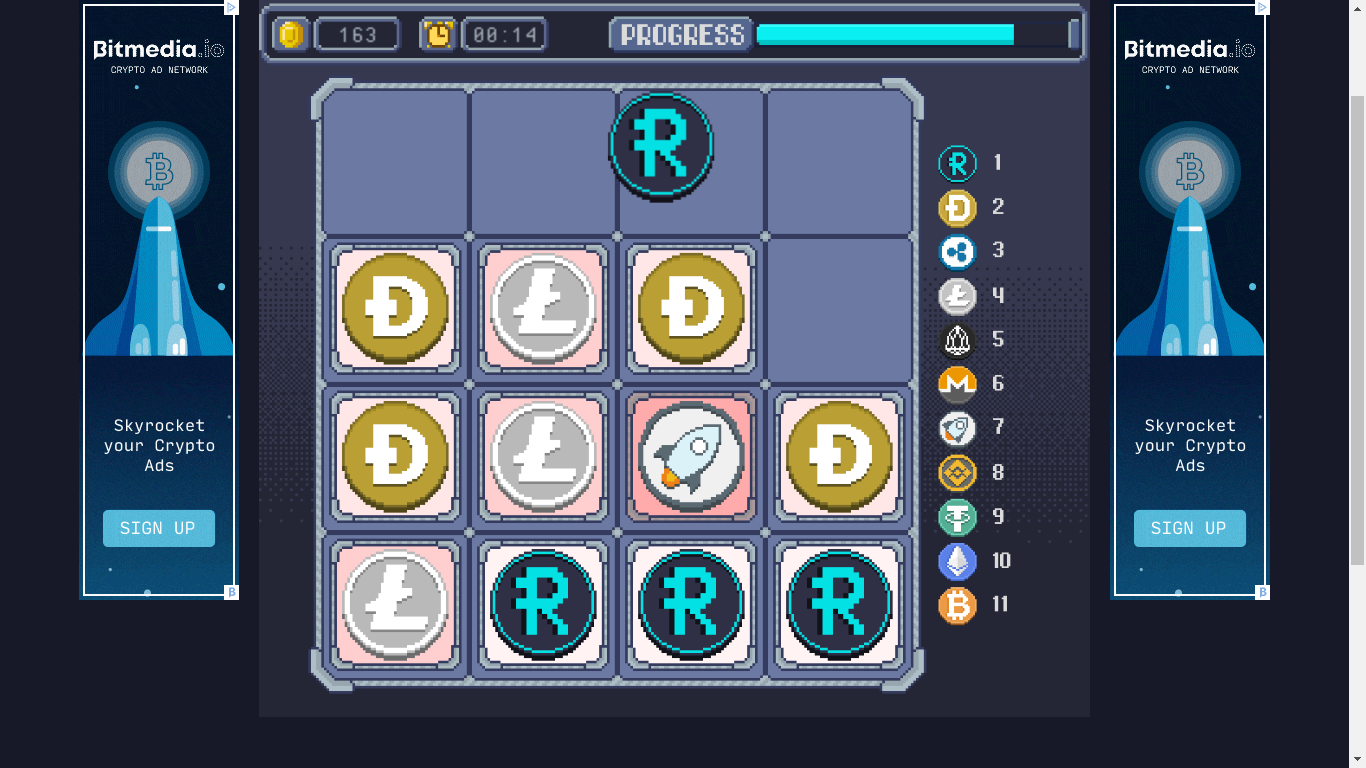 Bitmedia.io
CRYPTO AD NETWORK
Skyrocket
your Crypto
Ads
SIGN UP
163
00:14
PROGRESS
1
2
3
4
5
6
7
8
9
10
11
Bitmedia.io
CRYPTO AD NETWORK
Skyrocket
your Crypto
Ads
SIGN UP